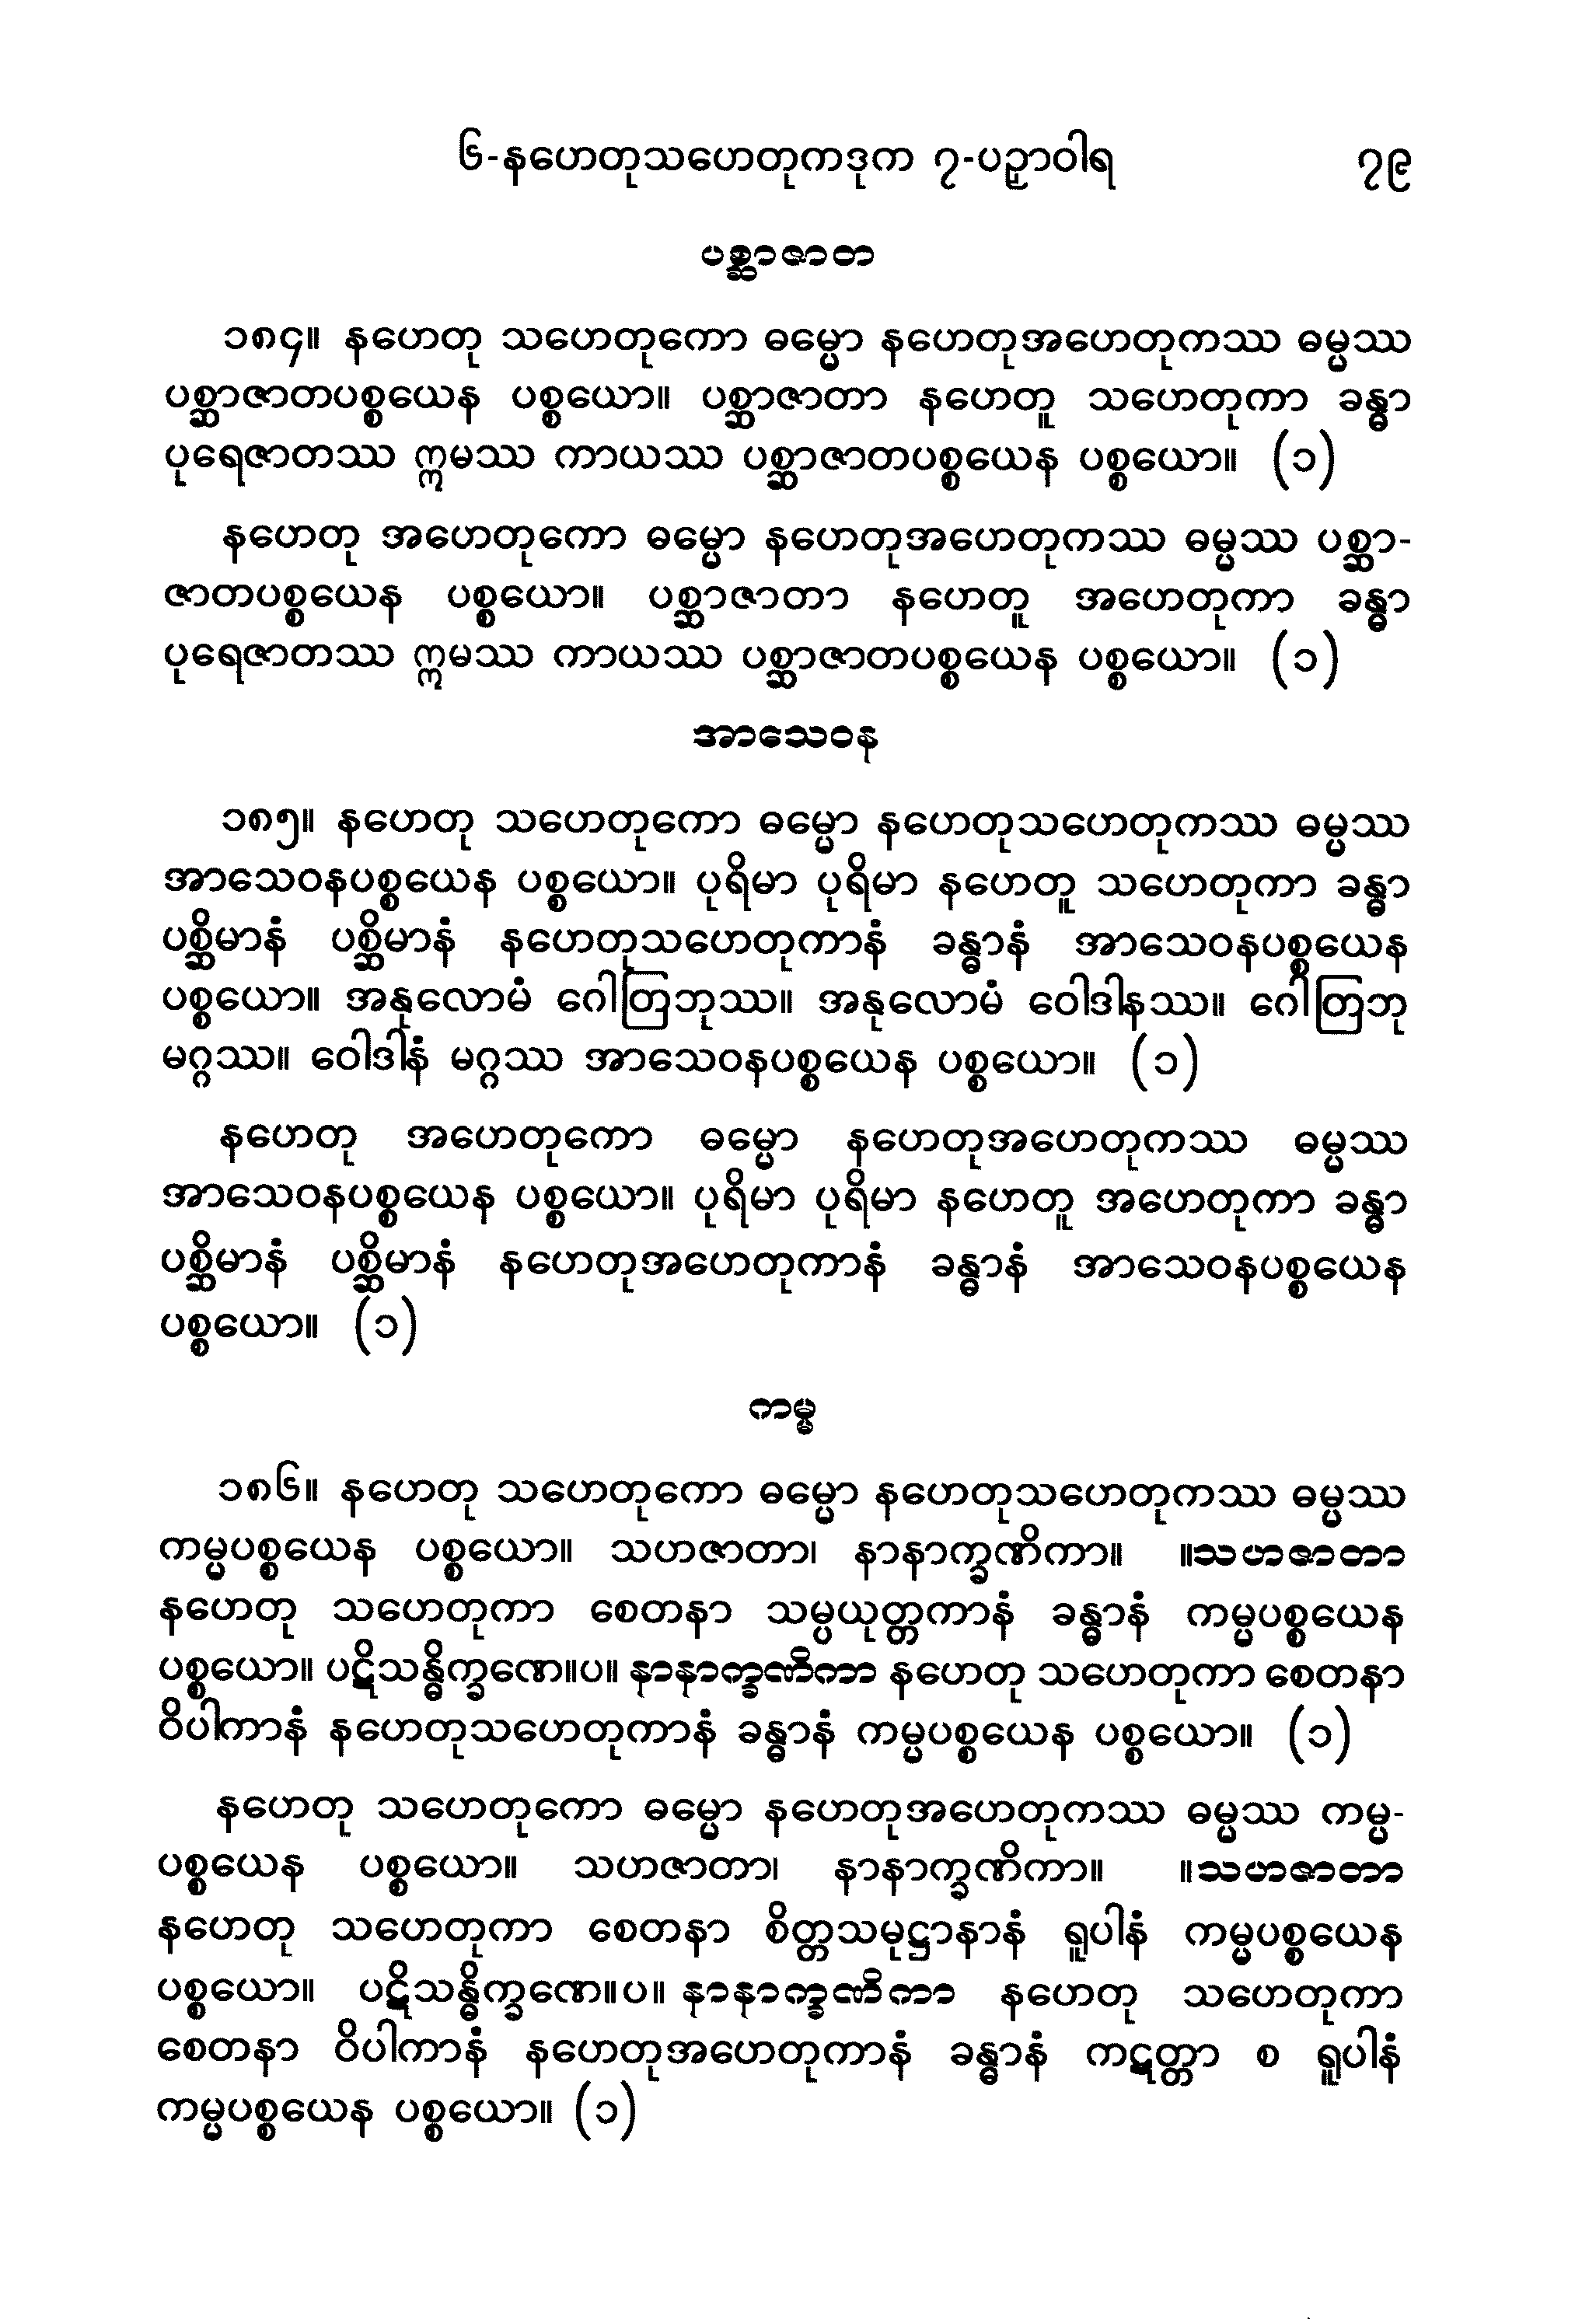 ၆-နဟေတုသဟေတုကဒုက ၇-ပဉှာဝါရ ၇၉
ပစ္ဆာဇာတ
၁၈၄။ နဟေတု သဟေတုကော ဓမ္မော နဟေတုအဟေတုကဿ ဓမ္မဿ
ပစ္ဆာဇာတပစ္စယေန ပစ္စယော။ ပစ္ဆာဇာတာ နဟေတူ သဟေတုကာ ခန္ဓာ
ပုရေဇာတဿ ဣမဿ ကာယဿ ပစ္ဆာဇာတပစ္စယေန ပစ္စယော။ (၁)
နဟေတု အဟေတုကော ဓမ္မော နဟေတုအဟေတုကဿ ဓမ္မဿ ပစ္ဆာ-
ဇာတပစ္စယေန ပစ္စယော။ ပစ္ဆာဇာတာ နဟေတူ အဟေတုကာ ခန္ဓာ
ပုရေဇာတဿ ဣမဿ ကာယဿ ပစ္ဆာဇာတပစ္စယေန ပစ္စယော။ (၁)
အာသေဝန
၁၈၅။ နဟေတု သဟေတုကော ဓမ္မော နဟေတုသဟေတုကဿ ဓမ္မဿ
အာသေဝနပစ္စယေန ပစ္စယော။ ပုရိမာ ပုရိမာ နဟေတူ သဟေတုကာ ခန္ဓာ
ပစ္ဆိမာနံ ပစ္ဆိမာနံ နဟေတုသဟေတုကာနံ ခန္ဓာနံ အာသေဝနပစ္စယေန
ပစ္စယော။ အနုလောမံ ဂေါတြဘုဿ။ အနုလောမံ ဝေါဒါနဿ။ ဂေါတြဘု
မဂ္ဂဿ။ ဝေါဒါနံ မဂ္ဂဿ အာသေဝနပစ္စယေန ပစ္စယော။ (၁)
နဟေတု အဟေတုကော ဓမ္မော နဟေတုအဟေတုကဿ ဓမ္မဿ
အာသေဝနပစ္စယေန ပစ္စယော။ ပုရိမာ ပုရိမာ နဟေတူ အဟေတုကာ ခန္ဓာ
ပစ္ဆိမာနံ ပစ္ဆိမာနံ နဟေတုအဟေတုကာနံ ခန္ဓာနံ အာသေဝနပစ္စယေန
ပစ္စယော။ (၁)
ကမ္မ
၁၈၆။ နဟေတု သဟေတုကော ဓမ္မော နဟေတုသဟေတုကဿ ဓမ္မဿ
ကမ္မပစ္စယေန ပစ္စယော။ သဟဇာတာ၊ နာနာက္ခဏိကာ။ ။သဟဇာတာ
နဟေတု သဟေတုကာ စေတနာ သမ္ပယုတ္တကာနံ ခန္ဓာနံ ကမ္မပစ္စယေန
ပစ္စယော။ ပဋိသန္ဓိက္ခဏေ။ပ။ နာနာက္ခဏိကာ နဟေတု သဟေတုကာ စေတနာ
ဝိပါကာနံ နဟေတုသဟေတုကာနံ ခန္ဓာနံ ကမ္မပစ္စယေန ပစ္စယော။ (၁)
နဟေတု သဟေတုကော ဓမ္မော နဟေတုအဟေတုကဿ ဓမ္မဿ ကမ္မ-
ပစ္စယေန ပစ္စယော။ သဟဇာတာ၊ နာနာက္ခဏိကာ။ ။သဟဇာတာ
နဟေတု သဟေတုကာ စေတနာ စိတ္တသမုဋ္ဌာနာနံ ရူပါနံ ကမ္မပစ္စယေန
ပစ္စယော။ ပဋိသန္ဓိက္ခဏေ။ပ။ နာနာက္ခဏိကာ နဟေတု သဟေတုကာ
စေတနာ ဝိပါကာနံ နဟေတုအဟေတုကာနံ ခန္ဓာနံ ကဋတ္တာ စ ရူပါနံ
ကမ္မပစ္စယေန ပစ္စယော။ (၁)